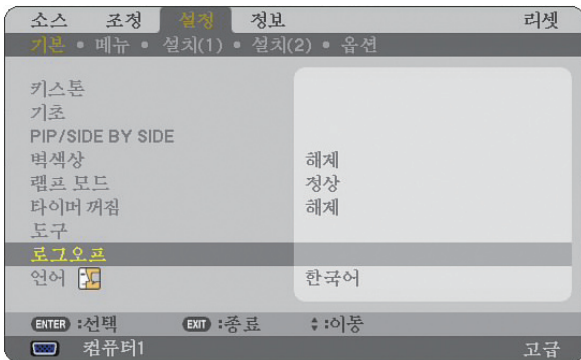 소스 조정 설정 정보 리셋
기본 • 메뉴 • 설치(1) • 설치(2) • 옵션
키스톤
기초
PIP/SIDE BY SIDE
벽색상 해제
램프 모드 정상
타이머 꺼짐 해제
도구
로그오프
언어 한국어
ENTER :선택 EXIT :종료 :이동
컴퓨터1 고급